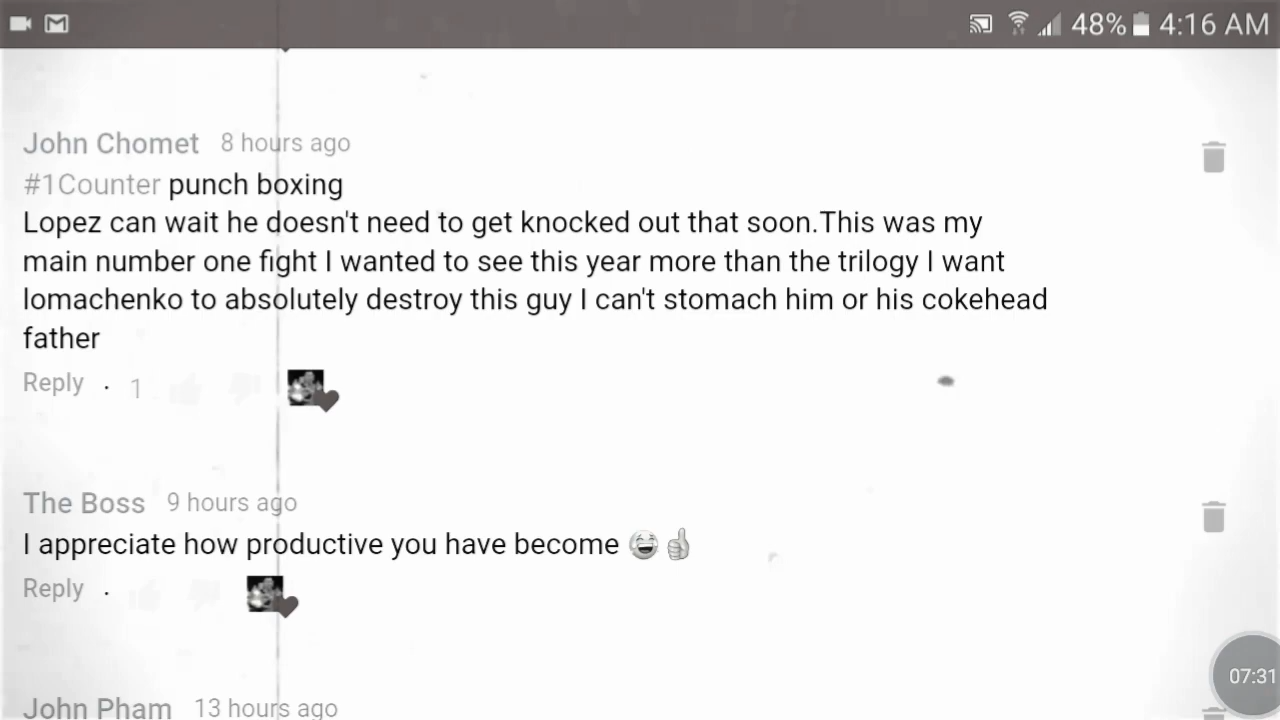 48% 4:16 AM
John Chomet 8 hours ago
#1Counter punch boxing
Lopez can wait he doesn't need to get knocked out that soon.This was my
main number one fight I wanted to see this year more than the trilogy I want
lomachenko to absolutely destroy this guy I can't stomach him or his cokehead
father
Reply · 1
The Boss 9 hours ago
I appreciate how productive you have become 😂👍
Reply ·
07:31
John Pham 13 hours ago